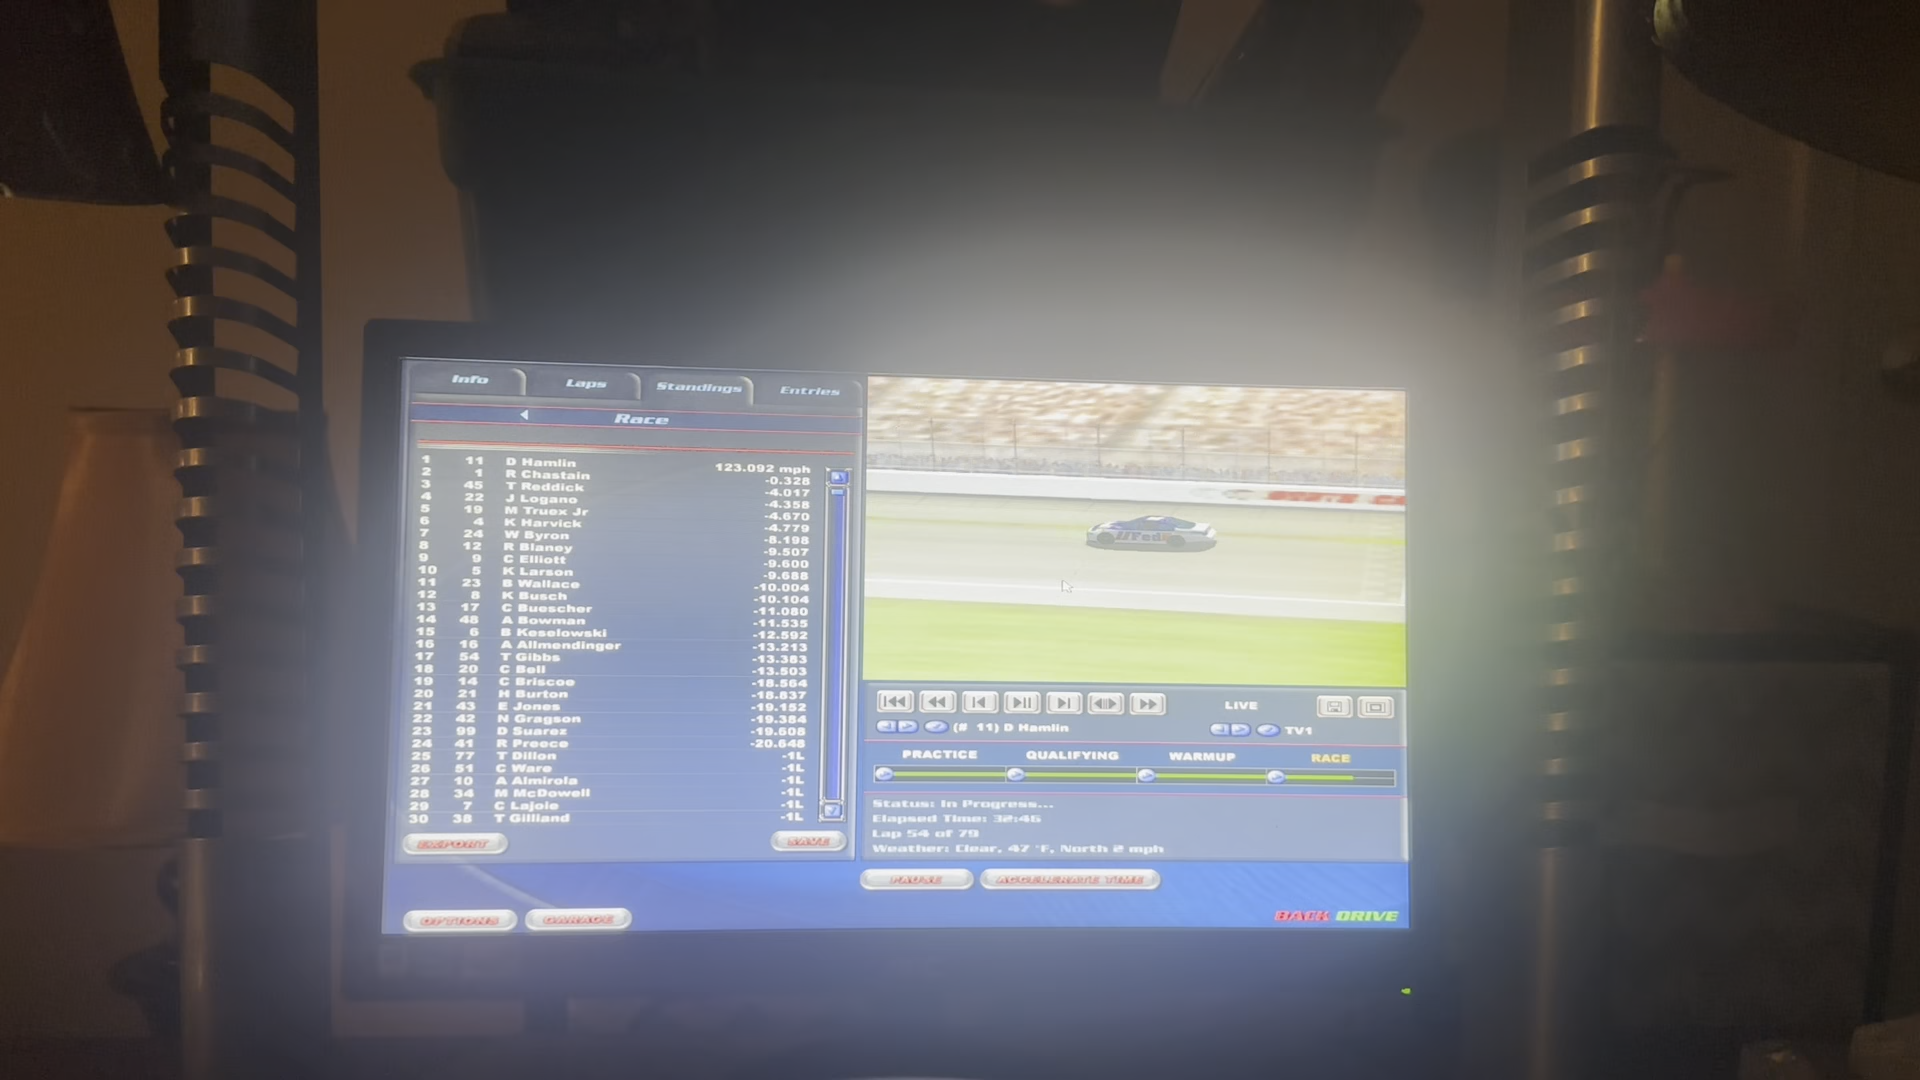 Info Laps Standings Entries
Race
1 11 D Hamlin 123.092 mph
2 1 R Chastain -0.328
3 45 T Reddick -4.017
4 22 J Logano -4.358
5 19 M Truex Jr -4.670
6 4 K Harvick -4.779
7 24 W Byron -8.198
8 12 R Blaney -9.507
9 9 C Elliott -9.600
10 5 K Larson -9.688
11 23 B Wallace -10.004
12 8 K Busch -10.104
13 17 C Buescher -11.080
14 48 A Bowman -11.535
15 6 B Keselowski -12.592
16 16 A Allmendinger -13.213
17 54 T Gibbs -13.383
18 20 C Bell -13.503
19 14 C Briscoe -18.564
20 21 H Burton -18.837
21 43 E Jones -19.152
22 42 N Gragson -19.384
23 99 D Suarez -19.608
24 41 R Preece -20.648
25 77 T Dillon -1L
26 51 C Ware -1L
27 10 A Almirola -1L
28 34 M McDowell -1L
29 7 C Lajoie -1L
30 38 T Gilliand -1L
EXPORT SAVE
OPTIONS GARAGE
LIVE
(# 11) D Hamlin TV1
PRACTICE QUALIFYING WARMUP RACE
Status: In Progress...
Elapsed Time: 32:46
Lap 54 of 79
Weather: Clear, 47 °F, North 2 mph
PAUSE ACCELERATE TIME
BACK DRIVE